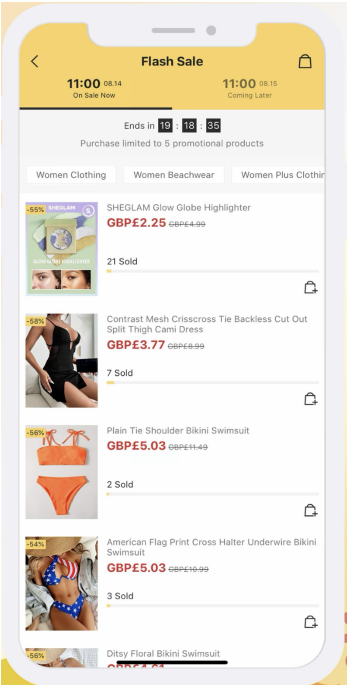 Flash Sale
11:00 08.14
On Sale Now
11:00 08.15
Coming Later
Ends in 19 : 18 : 35
Purchase limited to 5 promotional products
Women Clothing
Women Beachwear
Women Plus Clothin
-55%
SHEGLAM
GLOW GLOBE HIGHLIGHTER
SHEGLAM Glow Globe Highlighter
GBP£2.25 GBP£4.99
21 Sold
-58%
Contrast Mesh Crisscross Tie Backless Cut Out
Split Thigh Cami Dress
GBP£3.77 GBP£8.99
7 Sold
-56%
Plain Tie Shoulder Bikini Swimsuit
GBP£5.03 GBP£11.49
2 Sold
-54%
American Flag Print Cross Halter Underwire Bikini
Swimsuit
GBP£5.03 GBP£10.99
3 Sold
-56%
Ditsy Floral Bikini Swimsuit